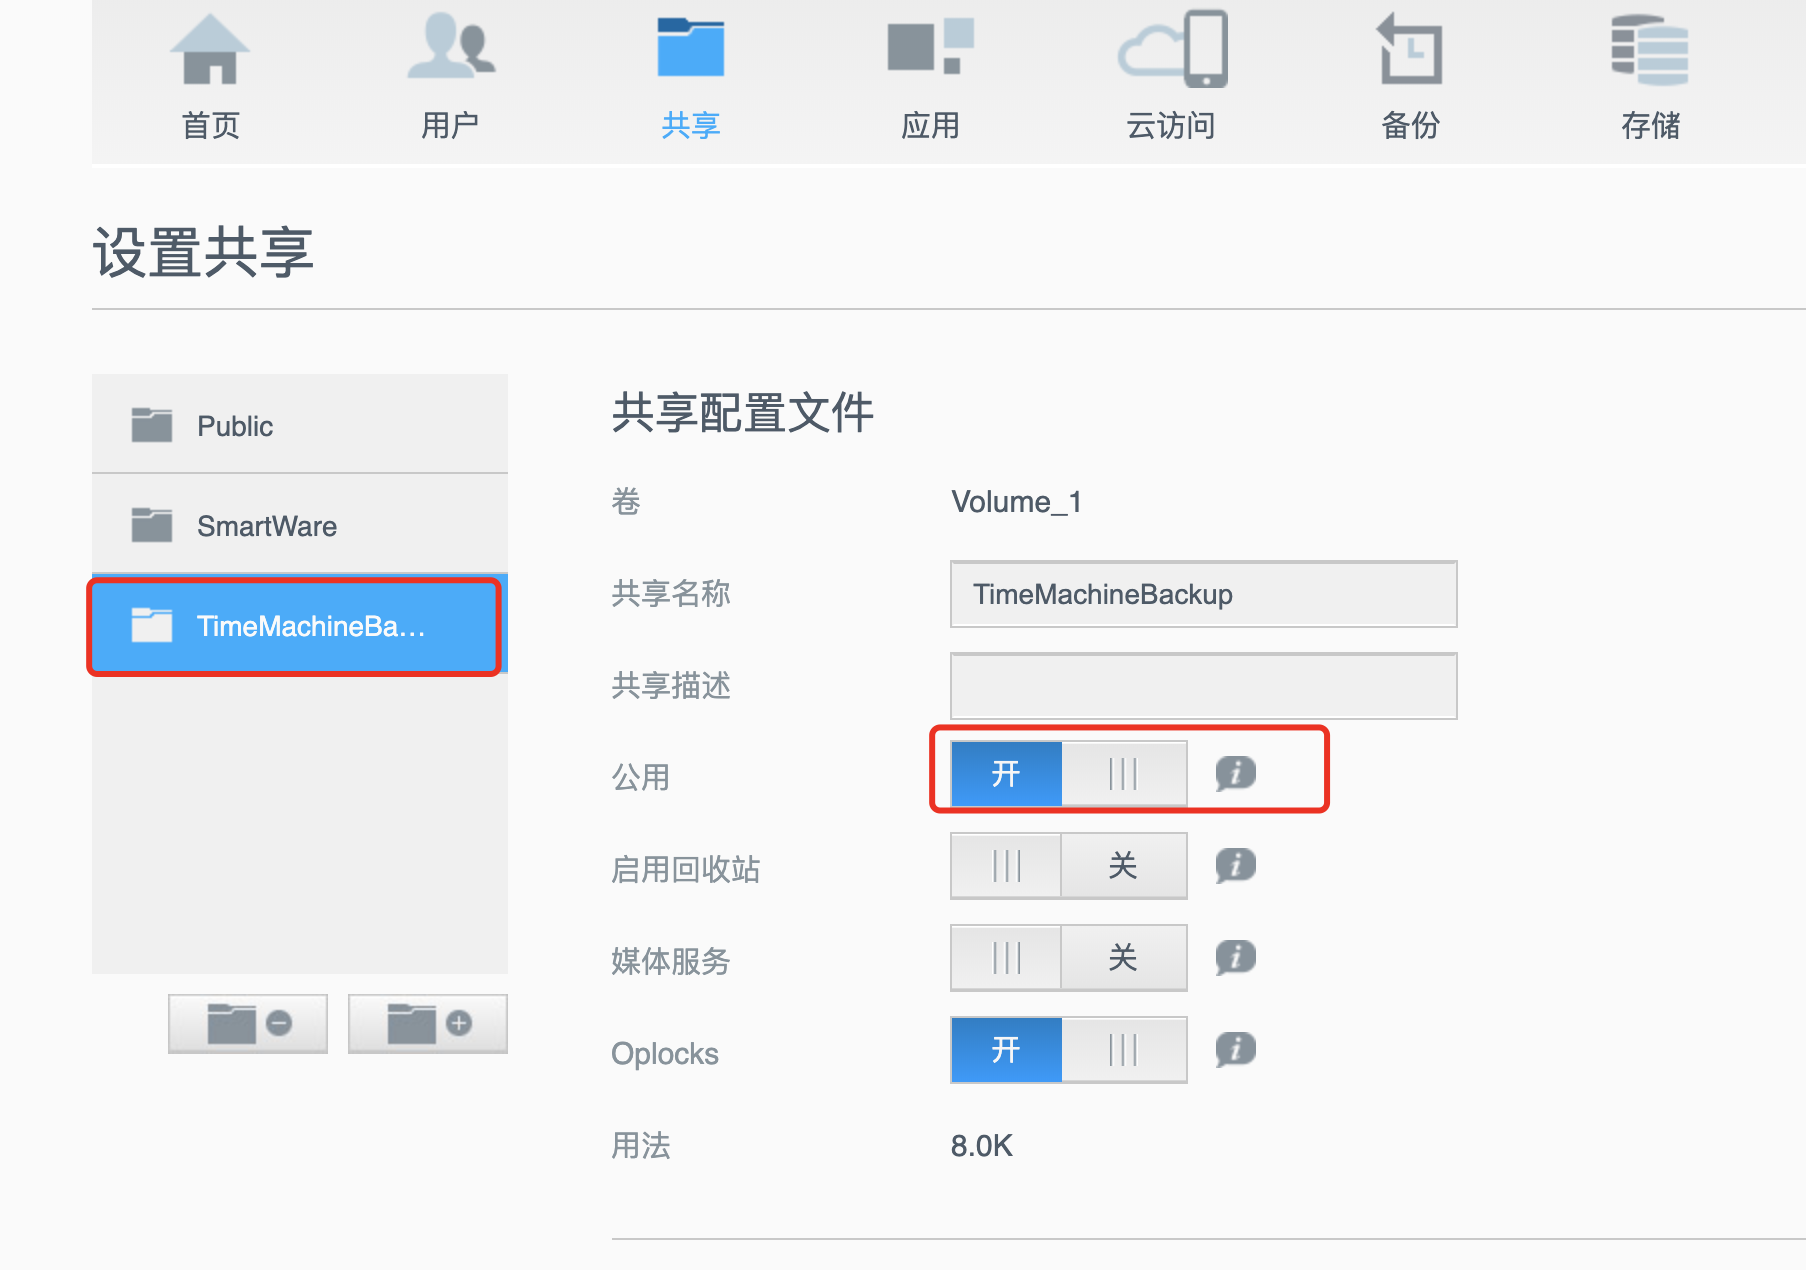 首页 用户 共享 应用 云访问 备份 存储
设置共享
Public
SmartWare
TimeMachineBa...
共享配置文件
卷 Volume_1
共享名称 TimeMachineBackup
共享描述
公用 开
启用回收站 关
媒体服务 关
Oplocks 开
用法 8.0K